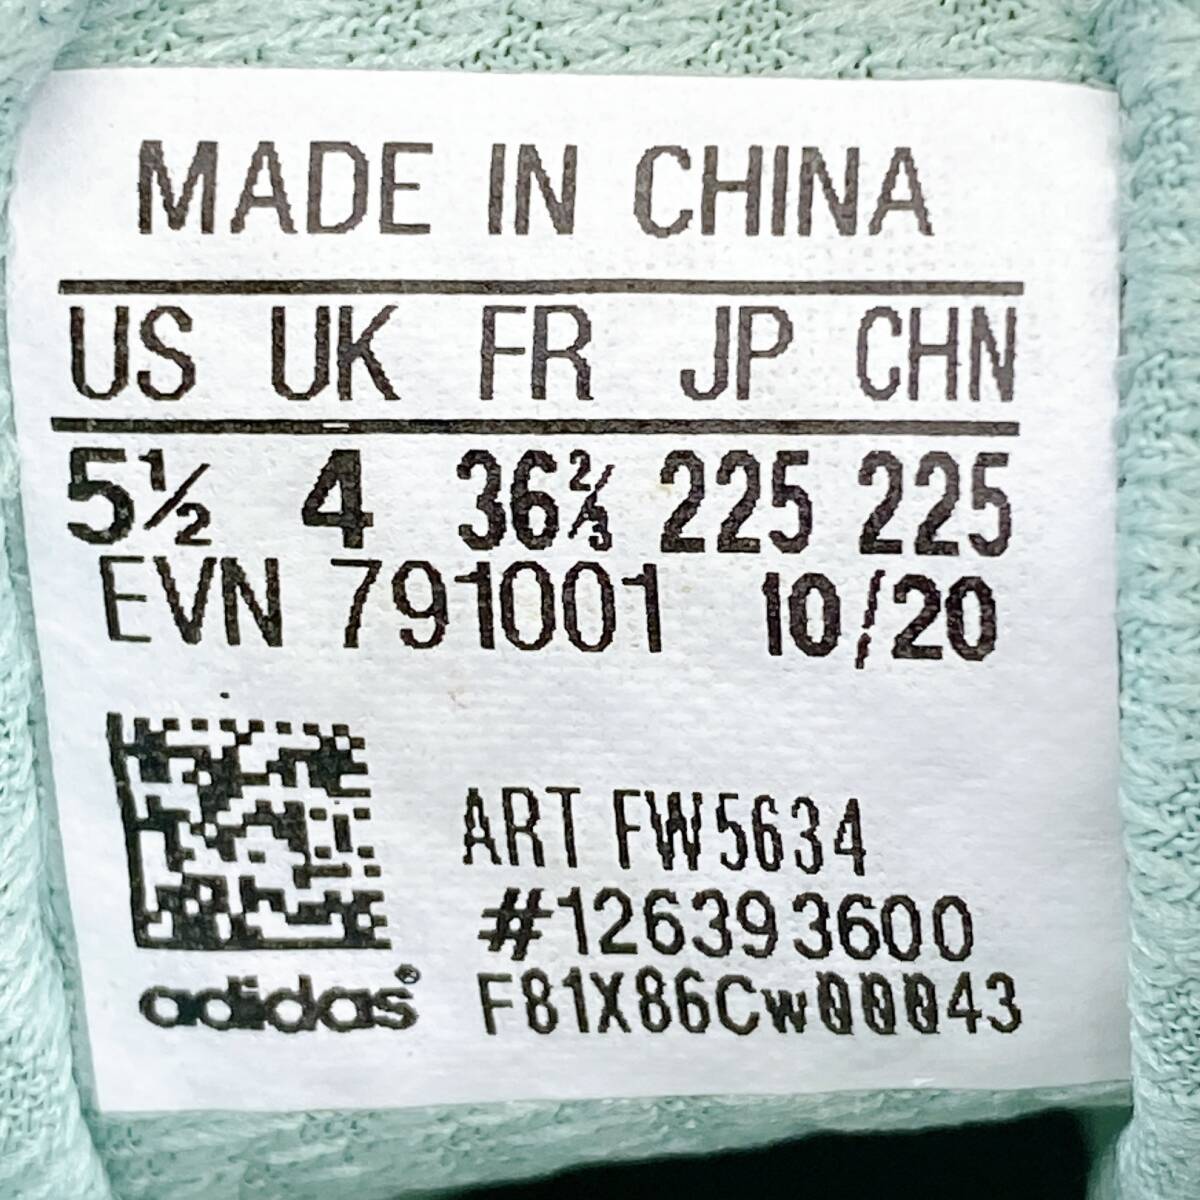 MADE IN CHINA
US UK FR JP CHN
5½ 4 36⅔ 225 225
EVN 791001 10/20
ART FW5634
#126393600
adidas® F81X86Cw00043